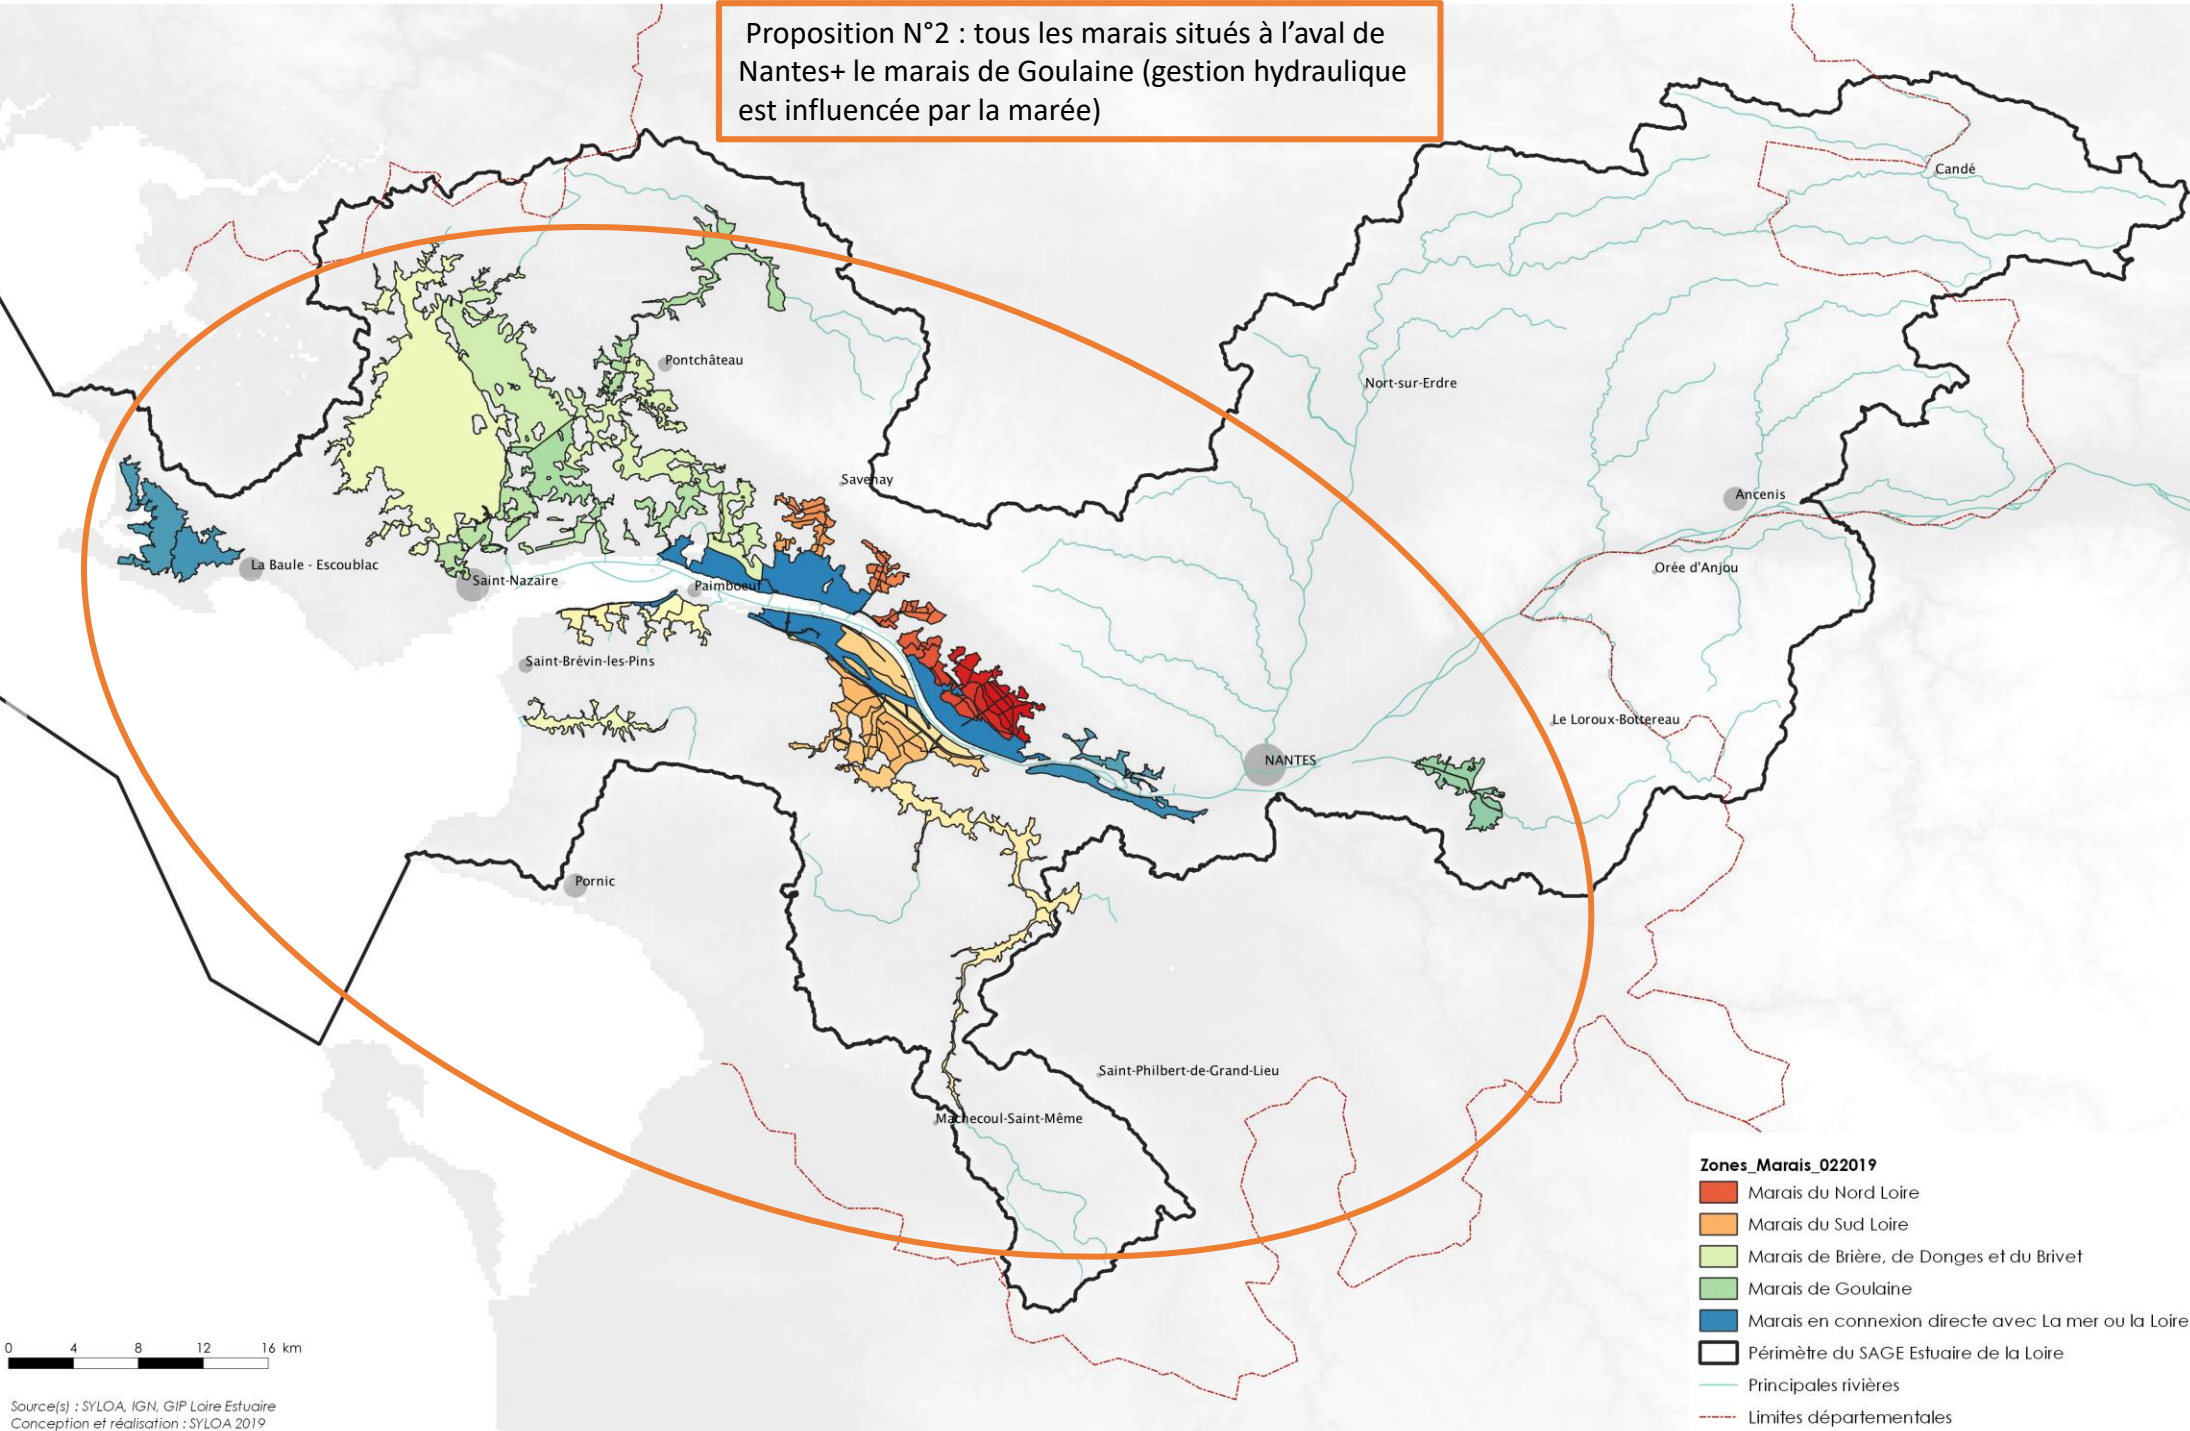 Proposition N°2 : tous les marais situés à l'aval de
Nantes+ le marais de Goulaine (gestion hydraulique
est influencée par la marée)
Candé
Pontchâteau
Nort-sur-Erdre
Savenay
Ancenis
La Baule - Escoublac
Saint-Nazaire
Paimboeuf
Orée d'Anjou
Saint-Brévin-les-Pins
Le Loroux-Bottereau
NANTES
Pornic
Saint-Philbert-de-Grand-Lieu
Machecoul-Saint-Même
Zones_Marais_022019
Marais du Nord Loire
Marais du Sud Loire
Marais de Brière, de Donges et du Brivet
Marais de Goulaine
Marais en connexion directe avec La mer ou la Loire
Périmètre du SAGE Estuaire de la Loire
Principales rivières
Limites départementales
0 4 8 12 16 km
Source(s) : SYLOA, IGN, GIP Loire Estuaire
Conception et réalisation : SYLOA 2019